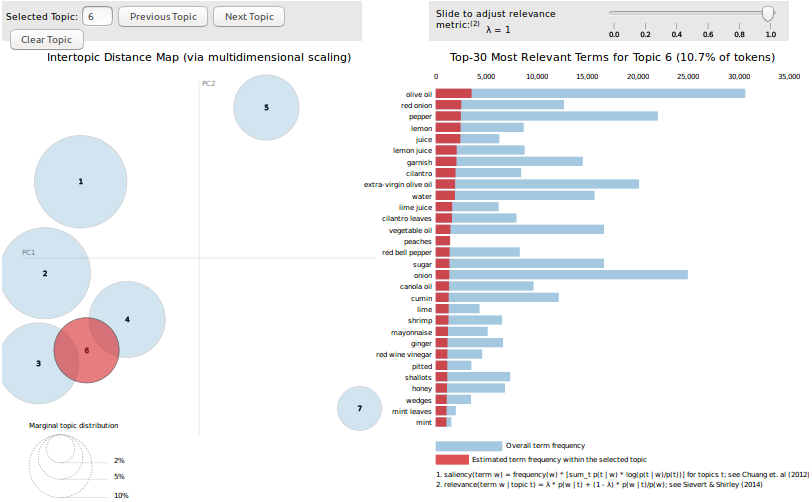 Selected Topic: 6 Previous Topic Next Topic
Clear Topic
Slide to adjust relevance
metric:(2) λ = 1
0.0 0.2 0.4 0.6 0.8 1.0
Intertopic Distance Map (via multidimensional scaling)
PC2
PC1
5
1
2
4
6
3
7
Marginal topic distribution
2%
5%
10%
Top-30 Most Relevant Terms for Topic 6 (10.7% of tokens)
0 5,000 10,000 15,000 20,000 25,000 30,000 35,000
olive oil
red onion
pepper
lemon
juice
lemon juice
garnish
cilantro
extra-virgin olive oil
water
lime juice
cilantro leaves
vegetable oil
peaches
red bell pepper
sugar
onion
canola oil
cumin
lime
shrimp
mayonnaise
ginger
red wine vinegar
pitted
shallots
honey
wedges
mint leaves
mint
Overall term frequency
Estimated term frequency within the selected topic
1. saliency(term w) = frequency(w) * [sum_t p(t | w) * log(p(t | w)/p(t))] for topics t; see Chuang et. al (2012)
2. relevance(term w | topic t) = λ * p(w | t) + (1 - λ) * p(w | t)/p(w); see Sievert & Shirley (2014)